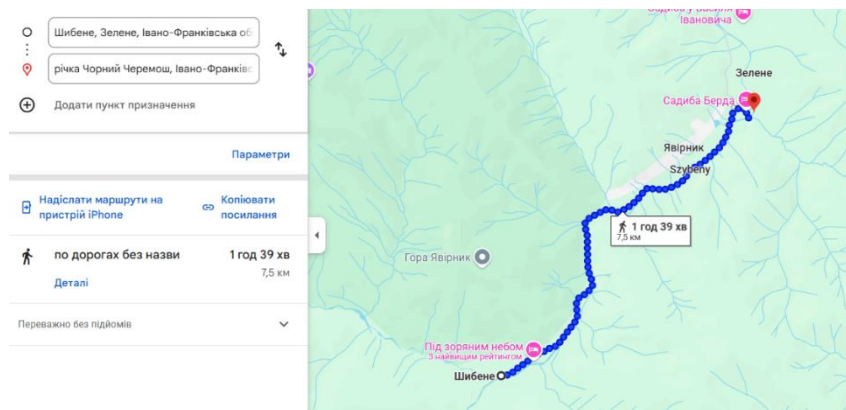 Шибене, Зелене, Івано-Франківська об
річка Чорний Черемош, Івано-Франківс
Додати пункт призначення
Параметри
Надіслати маршрути на
пристрій iPhone
Копіювати
посилання
по дорогах без назви
1 год 39 хв
7,5 км
Деталі
Переважно без підйомів
Садиба у Василя
Івановича
Зелене
Садиба Берда
Явірник
Szybeny
1 год 39 хв
7,5 км
Гора Явірник
Під зоряним небом
З найвищим рейтингом
Шибене